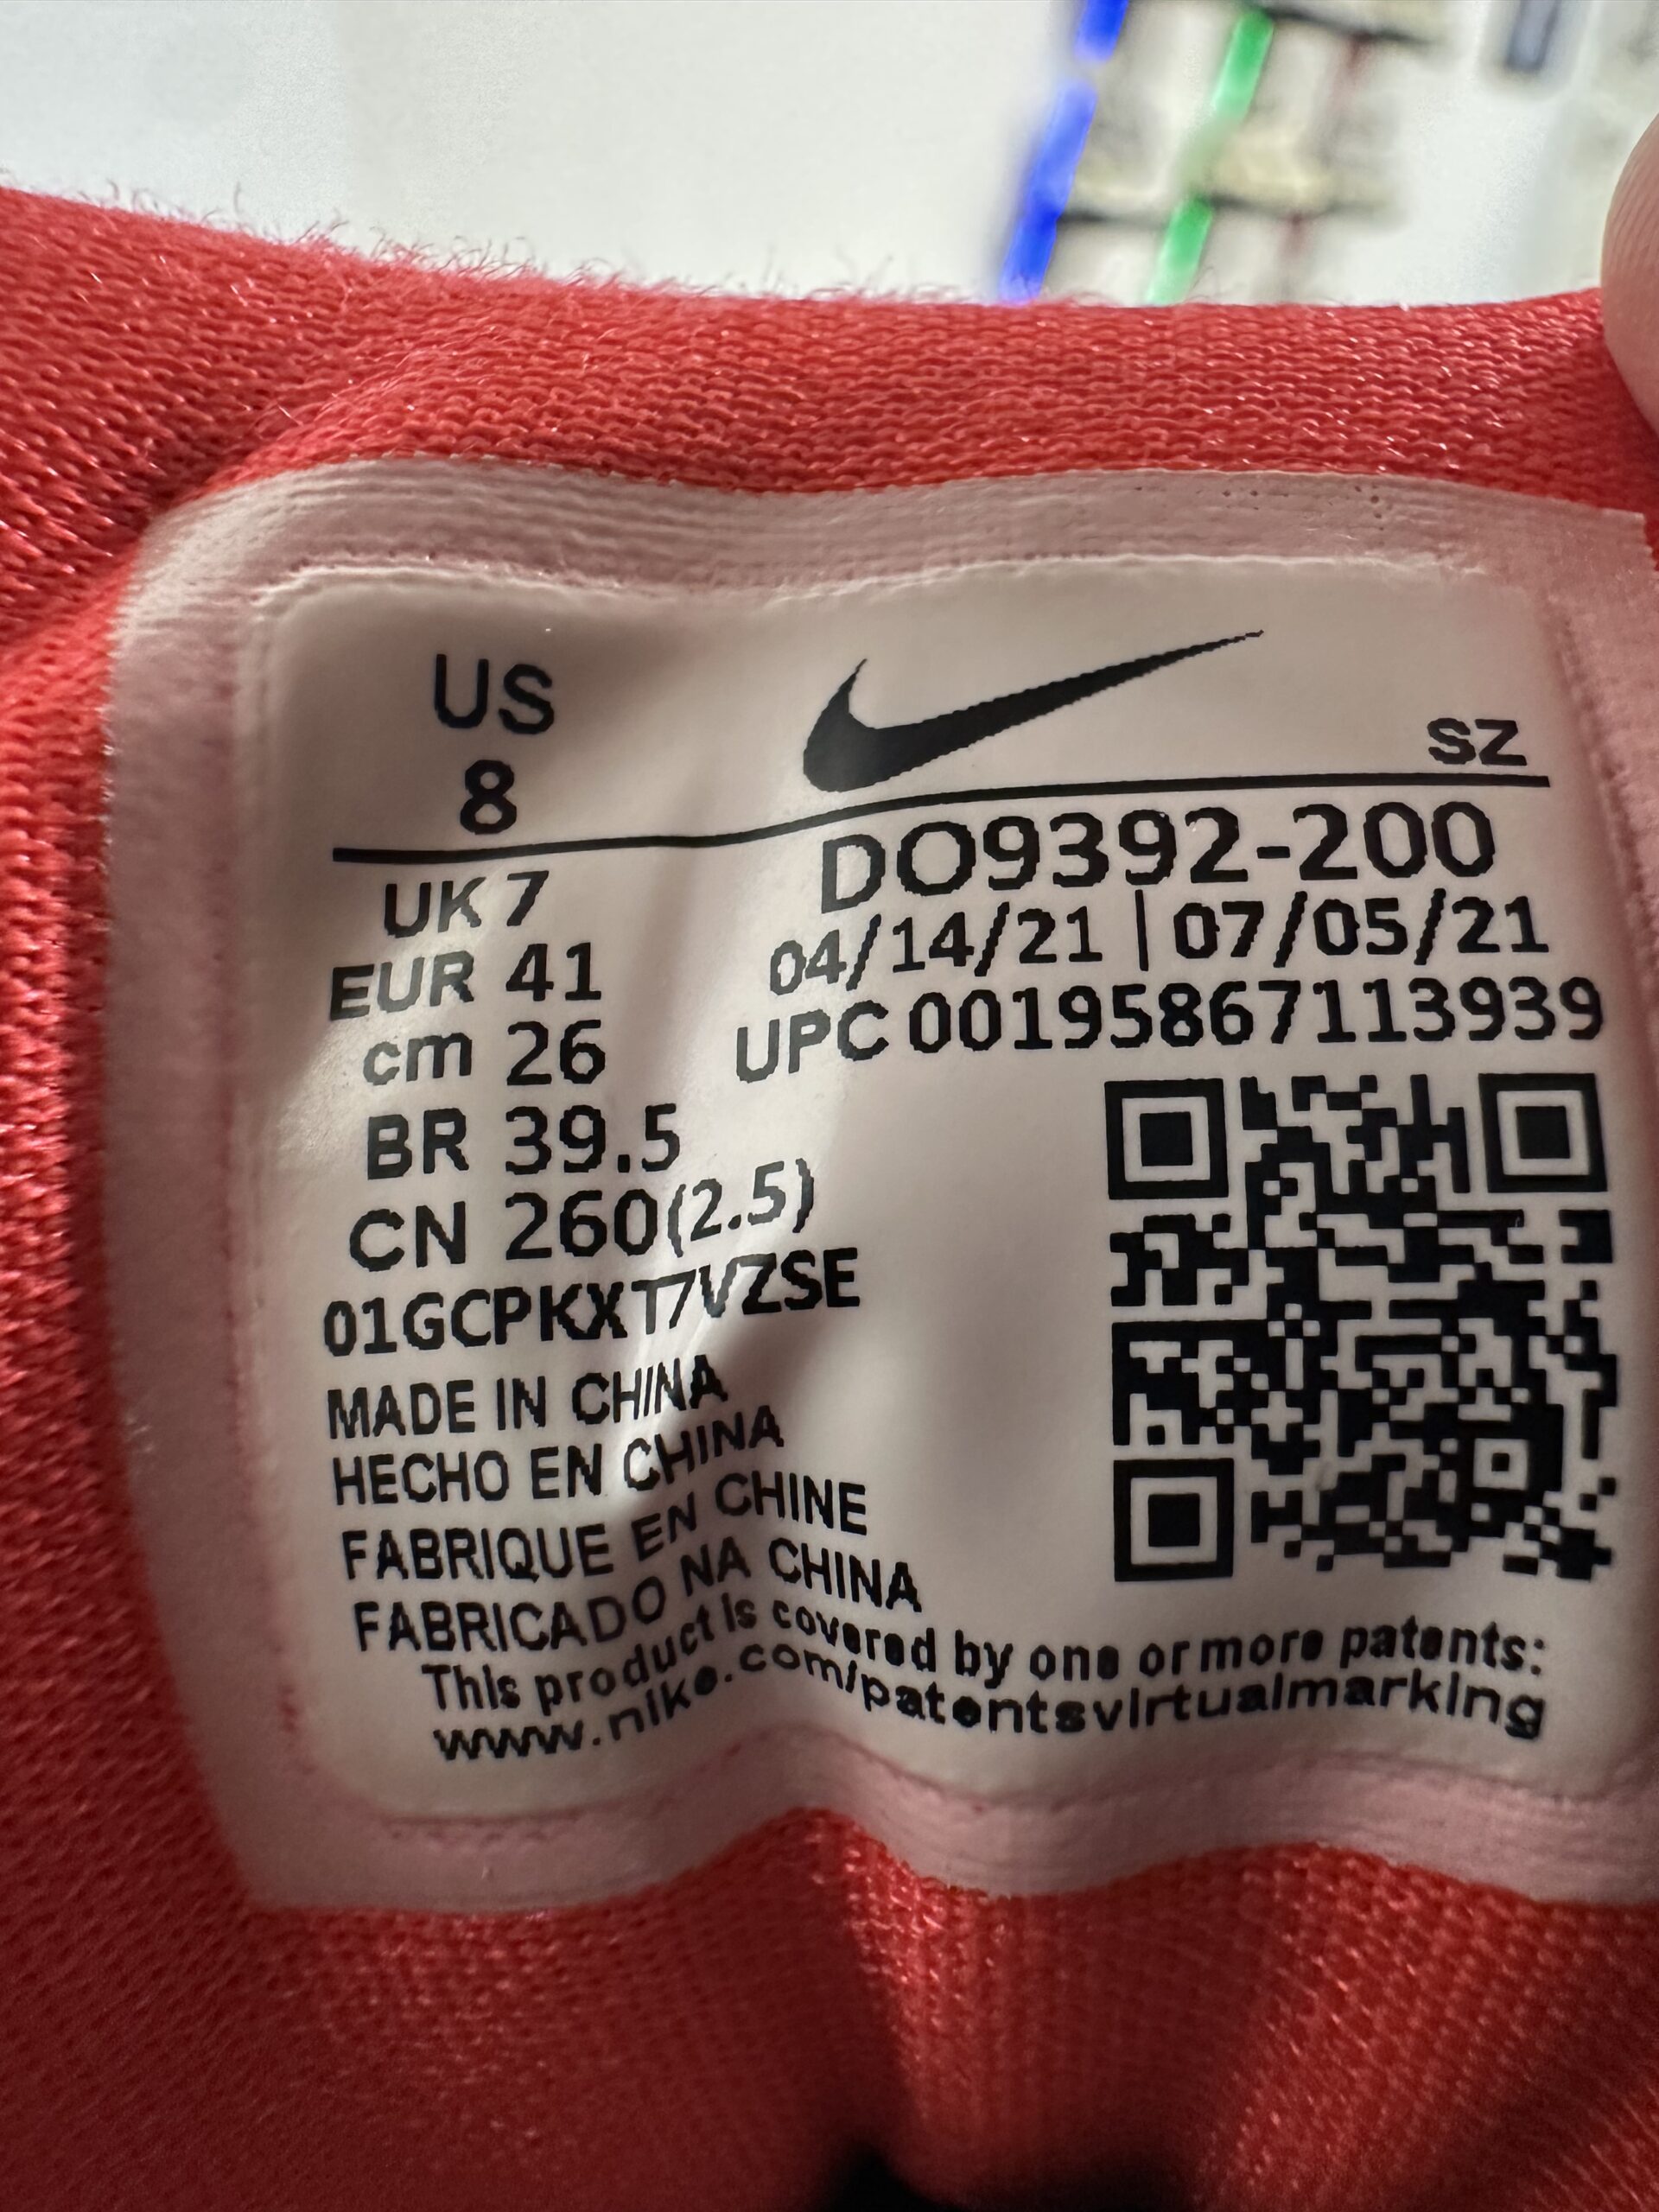 US
8
SZ
DO9392-200
04/14/21 | 07/05/21
UPC 00195867113939
UK 7
EUR 41
cm 26
BR 39.5
CN 260(2.5)
01GCPKXT7VZSE
MADE IN CHINA
HECHO EN CHINA
FABRIQUE EN CHINE
FABRICADO NA CHINA
This product is covered by one or more patents:
www.nike.com/patentsvirtualmarking